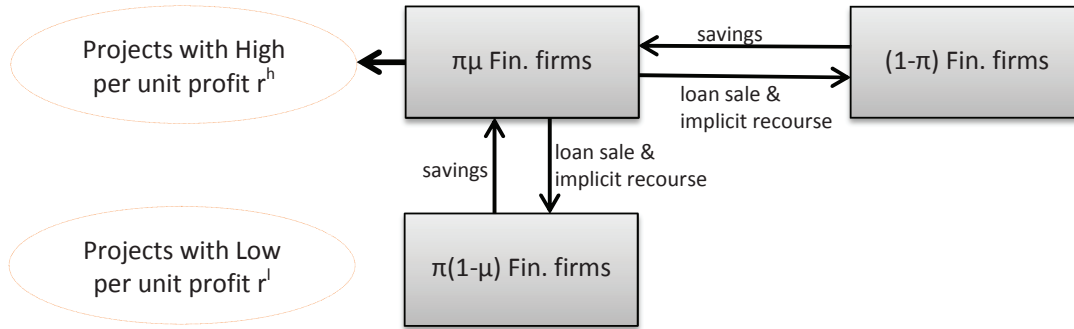 Projects with High
per unit profit r^h
πμ Fin. firms
savings
(1-π) Fin. firms
loan sale &
implicit recourse
savings
loan sale &
implicit recourse
Projects with Low
per unit profit r^l
π(1-μ) Fin. firms